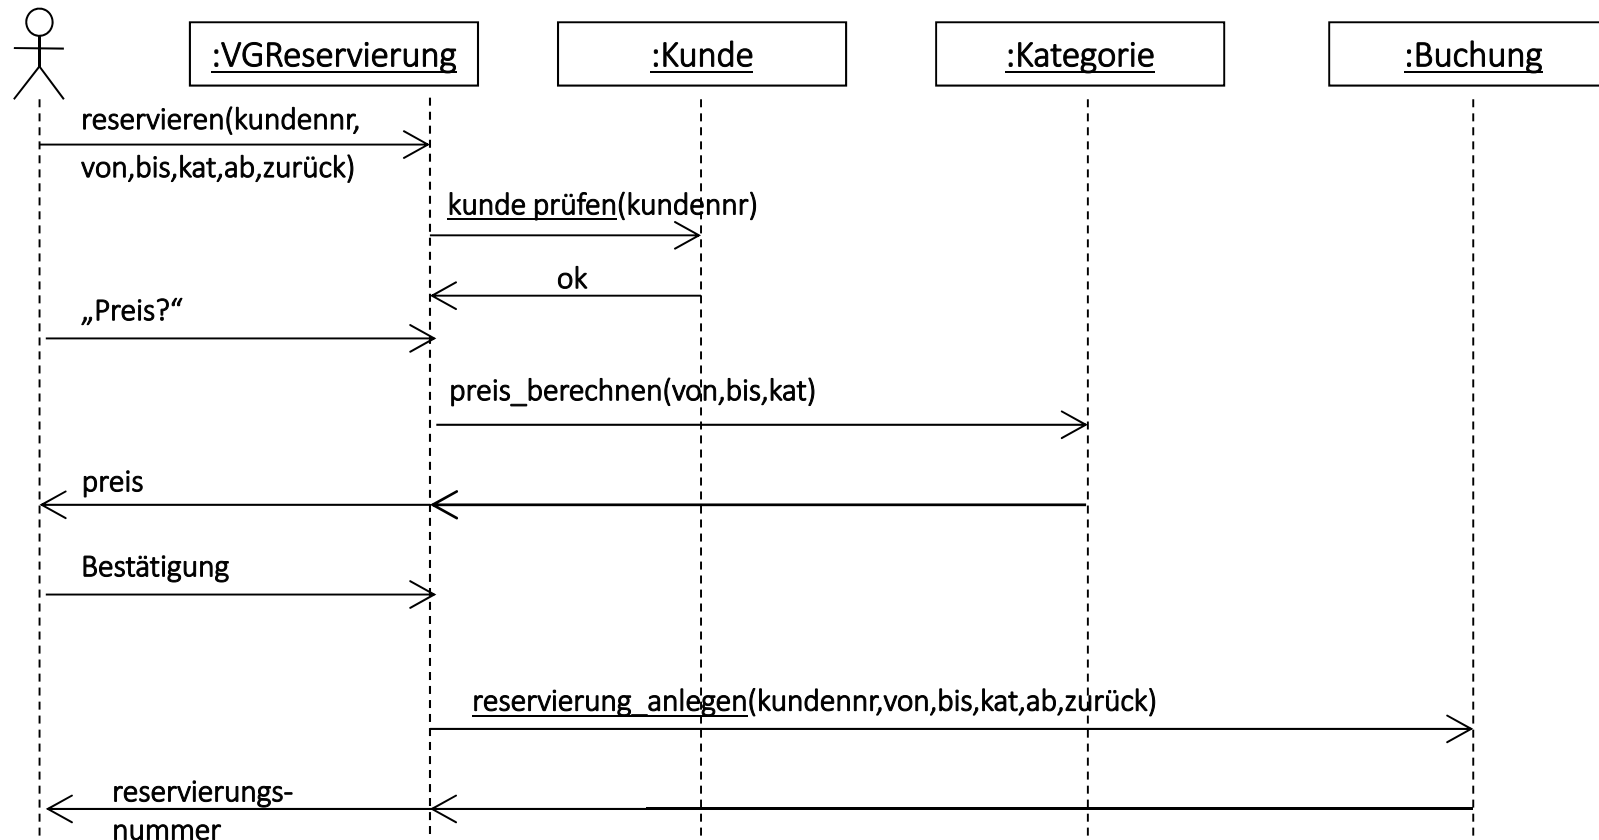 :VGReservierung
:Kunde
:Kategorie
:Buchung
reservieren(kundennr,
von,bis,kat,ab,zurück)
kunde prüfen(kundennr)
ok
„Preis?“
preis_berechnen(von,bis,kat)
preis
Bestätigung
reservierung_anlegen(kundennr,von,bis,kat,ab,zurück)
reservierungs-
nummer